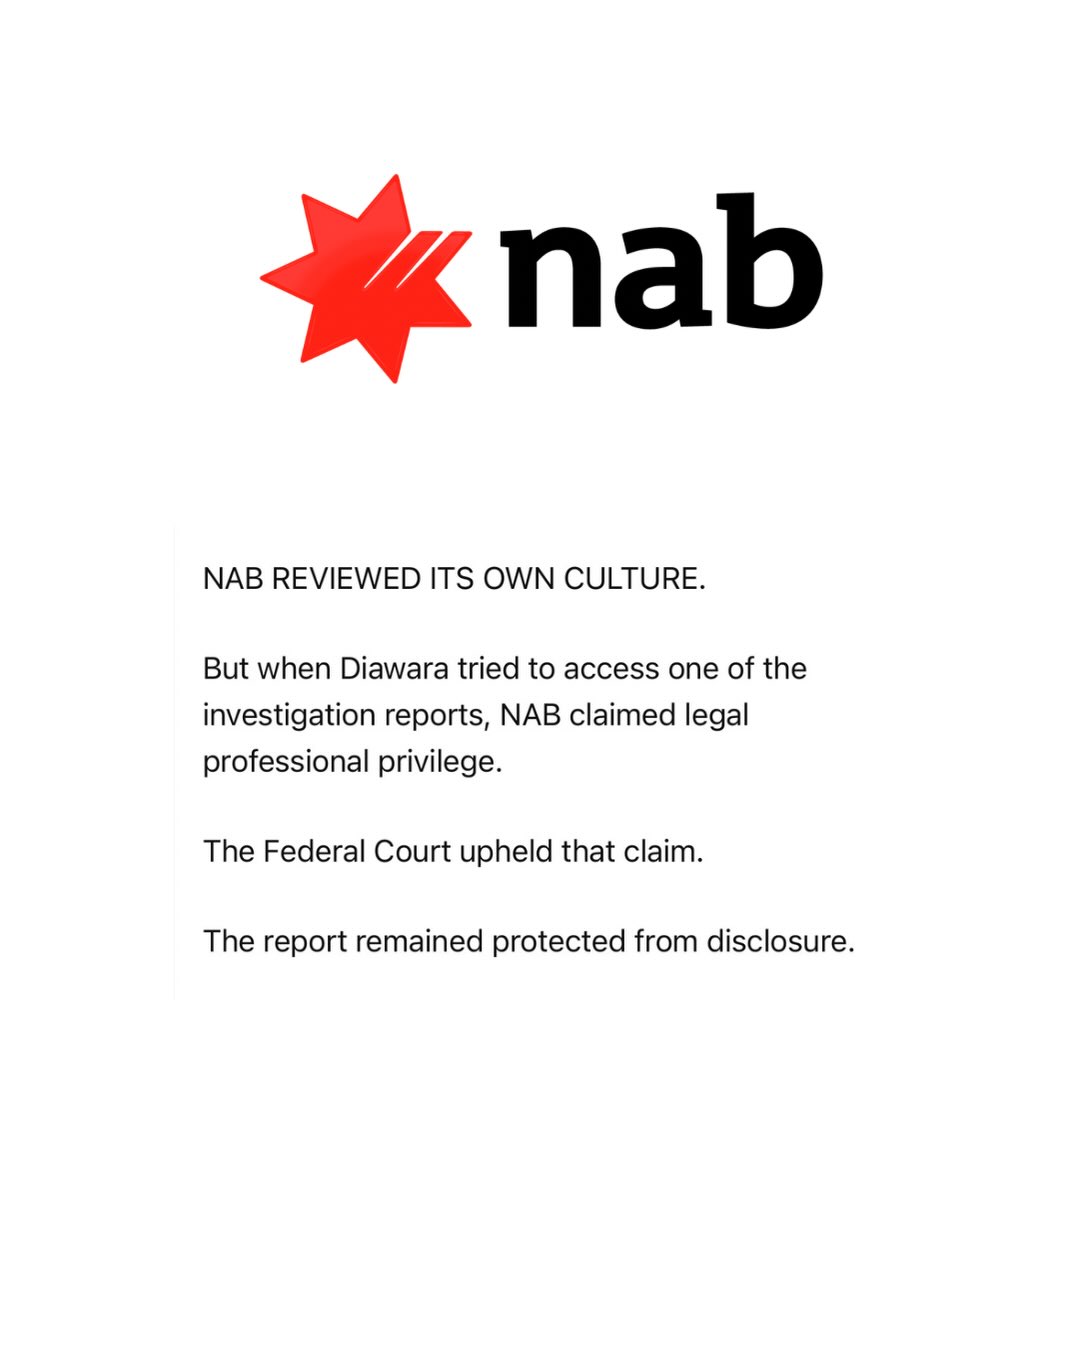 nab
NAB REVIEWED ITS OWN CULTURE.
But when Diawara tried to access one of the
investigation reports, NAB claimed legal
professional privilege.
The Federal Court upheld that claim.
The report remained protected from disclosure.